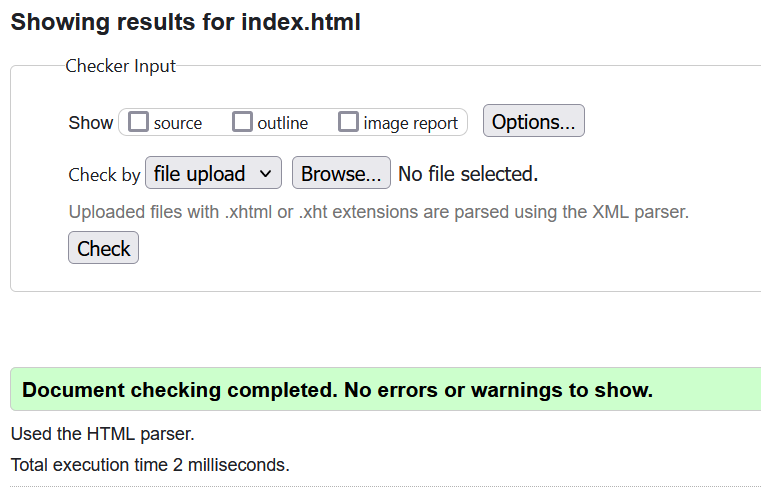 Showing results for index.html
Checker Input
Show source outline image report Options...
Check by file upload Browse... No file selected.
Uploaded files with .xhtml or .xht extensions are parsed using the XML parser.
Check
Document checking completed. No errors or warnings to show.
Used the HTML parser.
Total execution time 2 milliseconds.